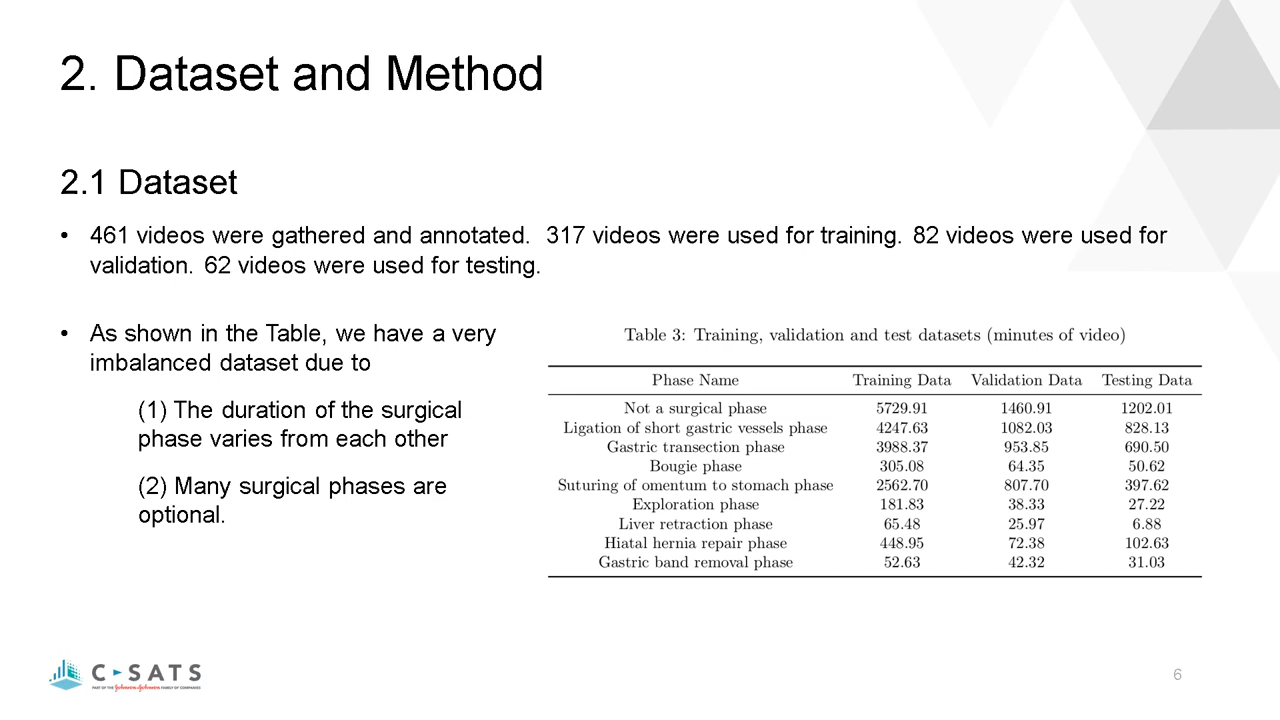 2. Dataset and Method
2.1 Dataset
• 461 videos were gathered and annotated. 317 videos were used for training. 82 videos were used for
validation. 62 videos were used for testing.
• As shown in the Table, we have a very
imbalanced dataset due to
(1) The duration of the surgical
phase varies from each other
(2) Many surgical phases are
optional.
Table 3: Training, validation and test datasets (minutes of video)
Phase Name Training Data Validation Data Testing Data
Not a surgical phase 5729.91 1460.91 1202.01
Ligation of short gastric vessels phase 4247.63 1082.03 828.13
Gastric transection phase 3988.37 953.85 690.50
Bougie phase 305.08 64.35 50.62
Suturing of omentum to stomach phase 2562.70 807.70 397.62
Exploration phase 181.83 38.33 27.22
Liver retraction phase 65.48 25.97 6.88
Hiatal hernia repair phase 448.95 72.38 102.63
Gastric band removal phase 52.63 42.32 31.03
C SATS
PART OF THE Johnson & Johnson FAMILY OF COMPANIES
6